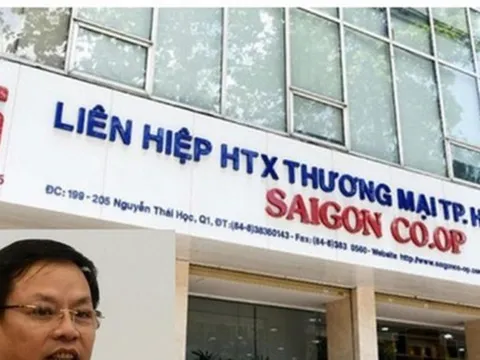 LIÊN HIỆP HTX THƯƠNG MẠI TP. H
SAIGON CO.OP
ĐC: 199 - 205 Nguyễn Thái Học, Q1, ĐT:(84-8)38360143 - Fax:(84-8)383 0560 - Website http://www.saigonco-op.com